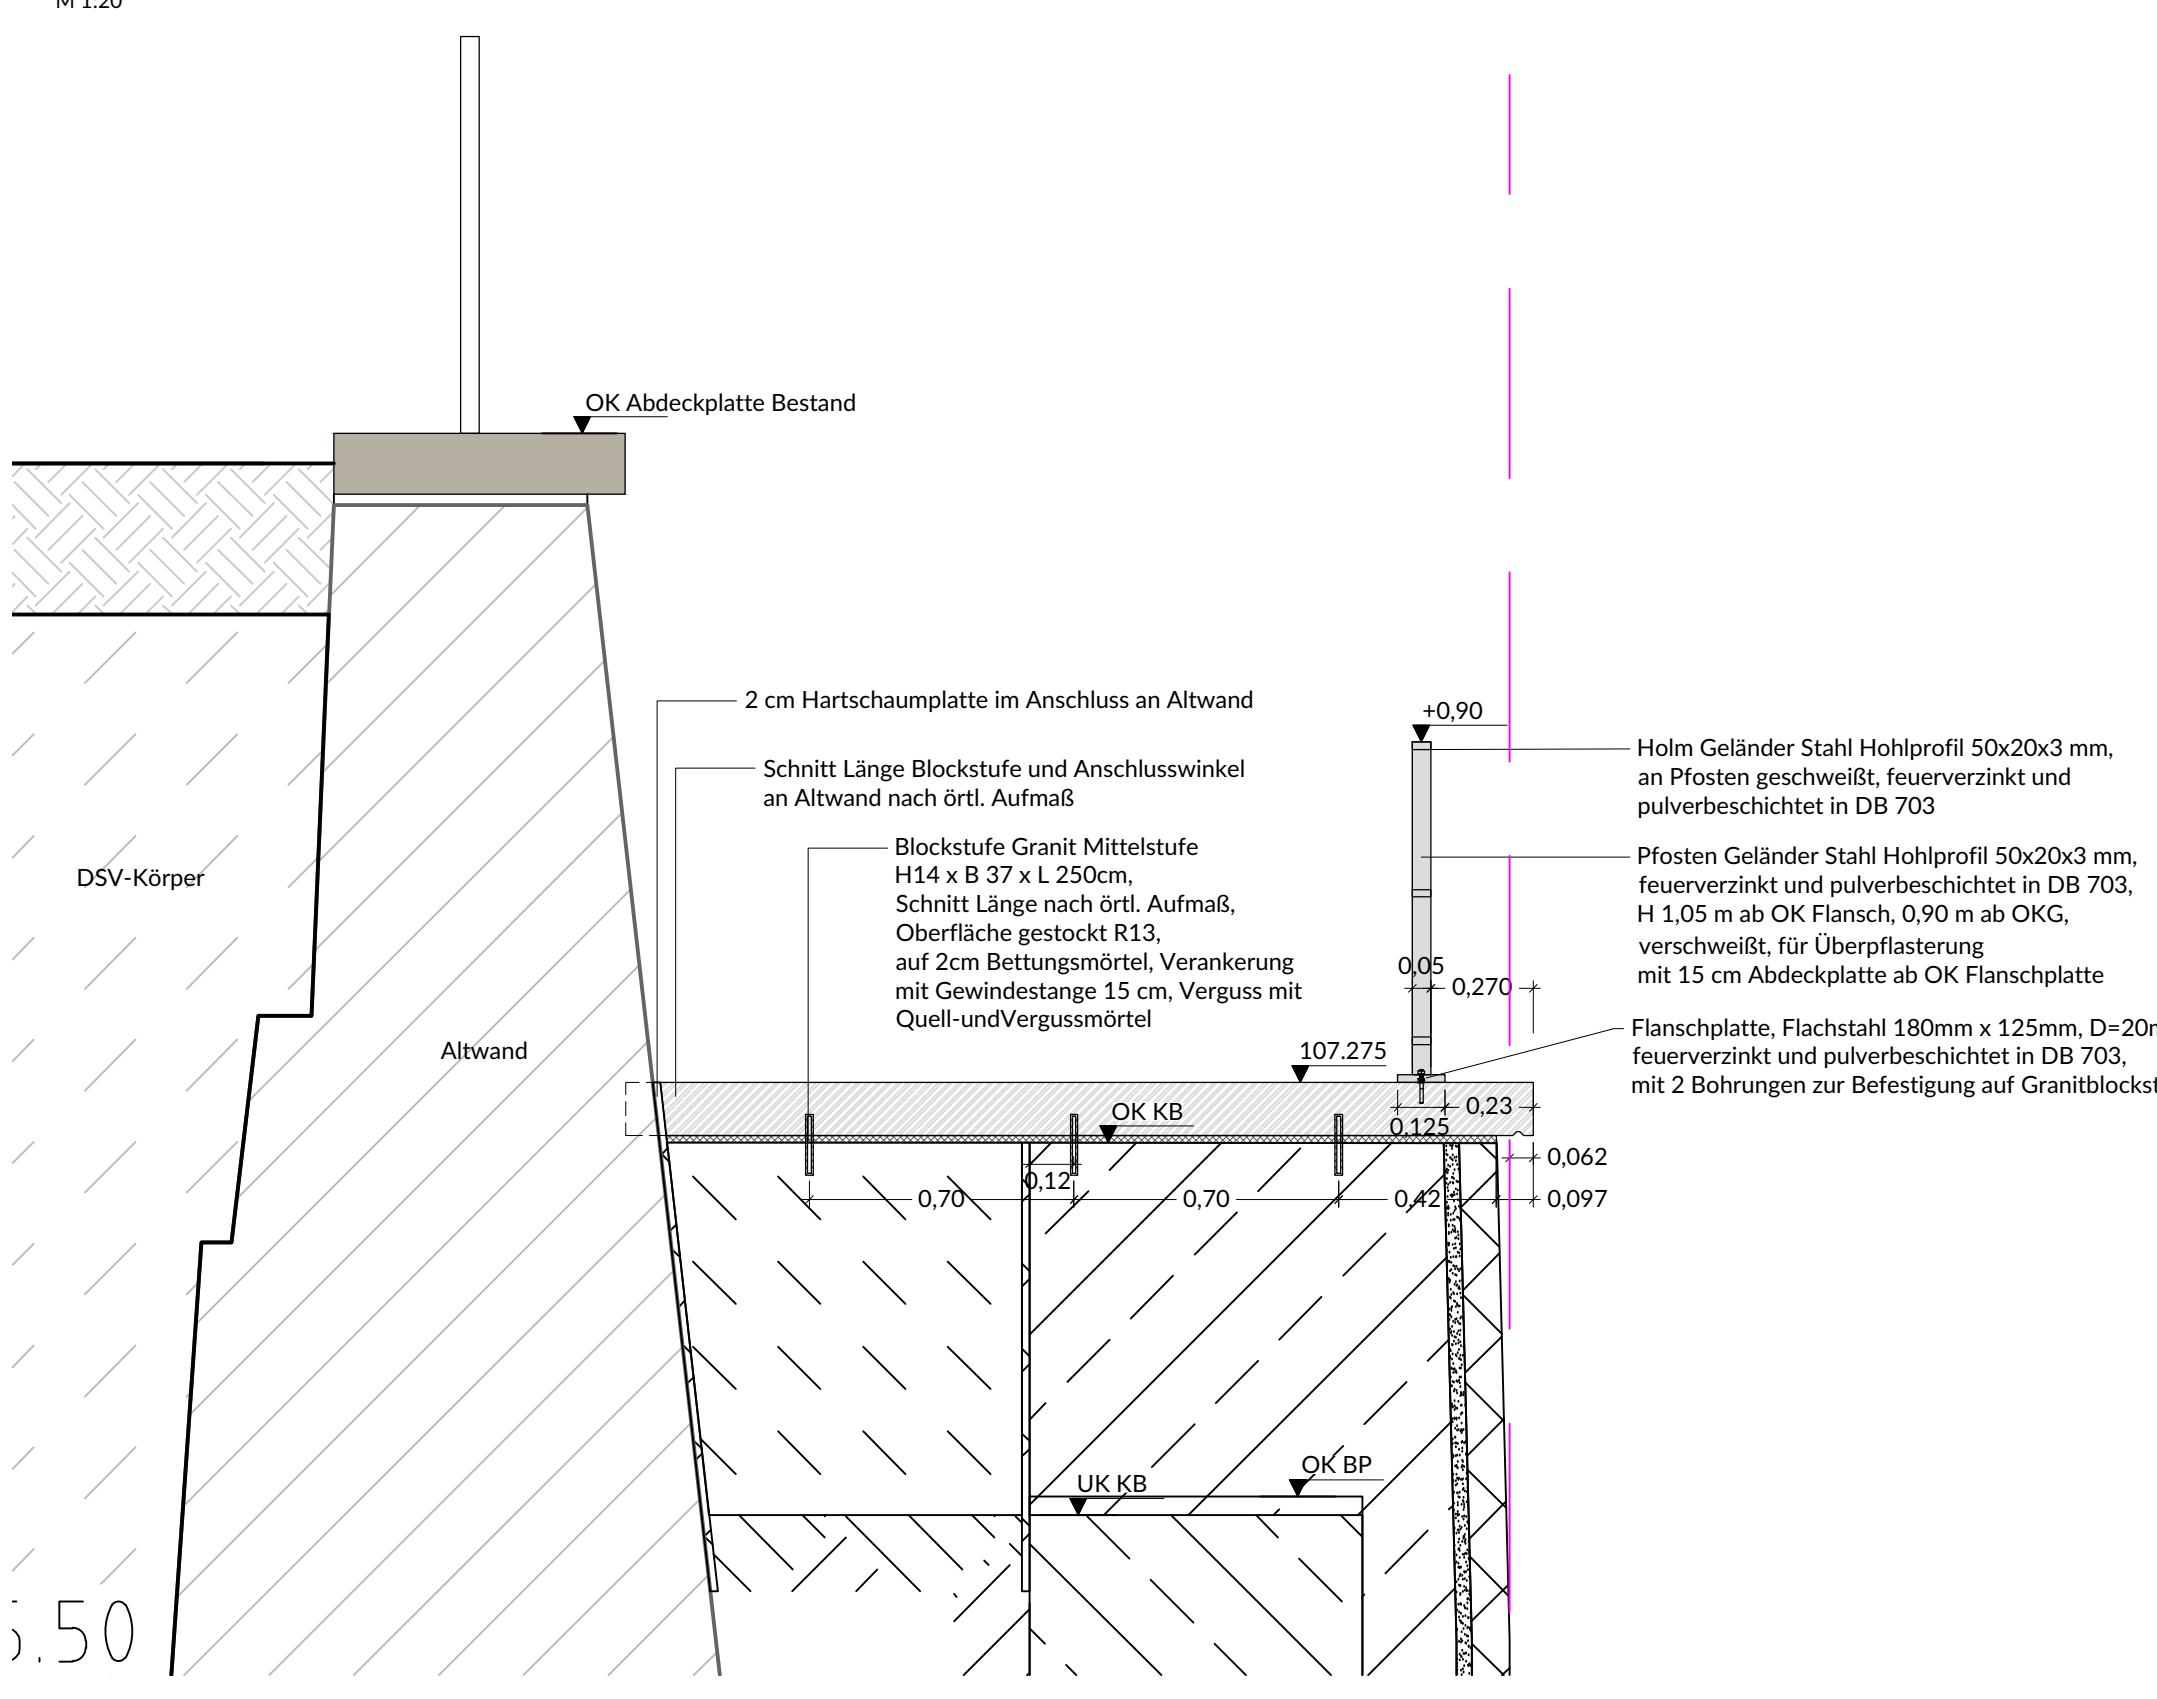 M 1:20
OK Abdeckplatte Bestand
2 cm Hartschaumplatte im Anschluss an Altwand
+0,90
Holm Geländer Stahl Hohlprofil 50x20x3 mm,
an Pfosten geschweißt, feuerverzinkt und
pulverbeschichtet in DB 703
Schnitt Länge Blockstufe und Anschlusswinkel
an Altwand nach örtl. Aufmaß
Blockstufe Granit Mittelstufe
H14 x B 37 x L 250cm,
Schnitt Länge nach örtl. Aufmaß,
Oberfläche gestockt R13,
auf 2cm Bettungsmörtel, Verankerung
mit Gewindestange 15 cm, Verguss mit
Quell-undVergussmörtel
Pfosten Geländer Stahl Hohlprofil 50x20x3 mm,
feuerverzinkt und pulverbeschichtet in DB 703,
H 1,05 m ab OK Flansch, 0,90 m ab OKG,
verschweißt, für Überpflasterung
mit 15 cm Abdeckplatte ab OK Flanschplatte
DSV-Körper
0,05
0,270
Flanschplatte, Flachstahl 180mm x 125mm,
feuerverzinkt und pulverbeschichtet in DB 703,
mit 2 Bohrungen zur Befestigung auf
Altwand
107.275
OK KB
0,23
0,125
0,062
0,12
0,70
0,70
0,42
0,097
OK BP
UK KB
.50